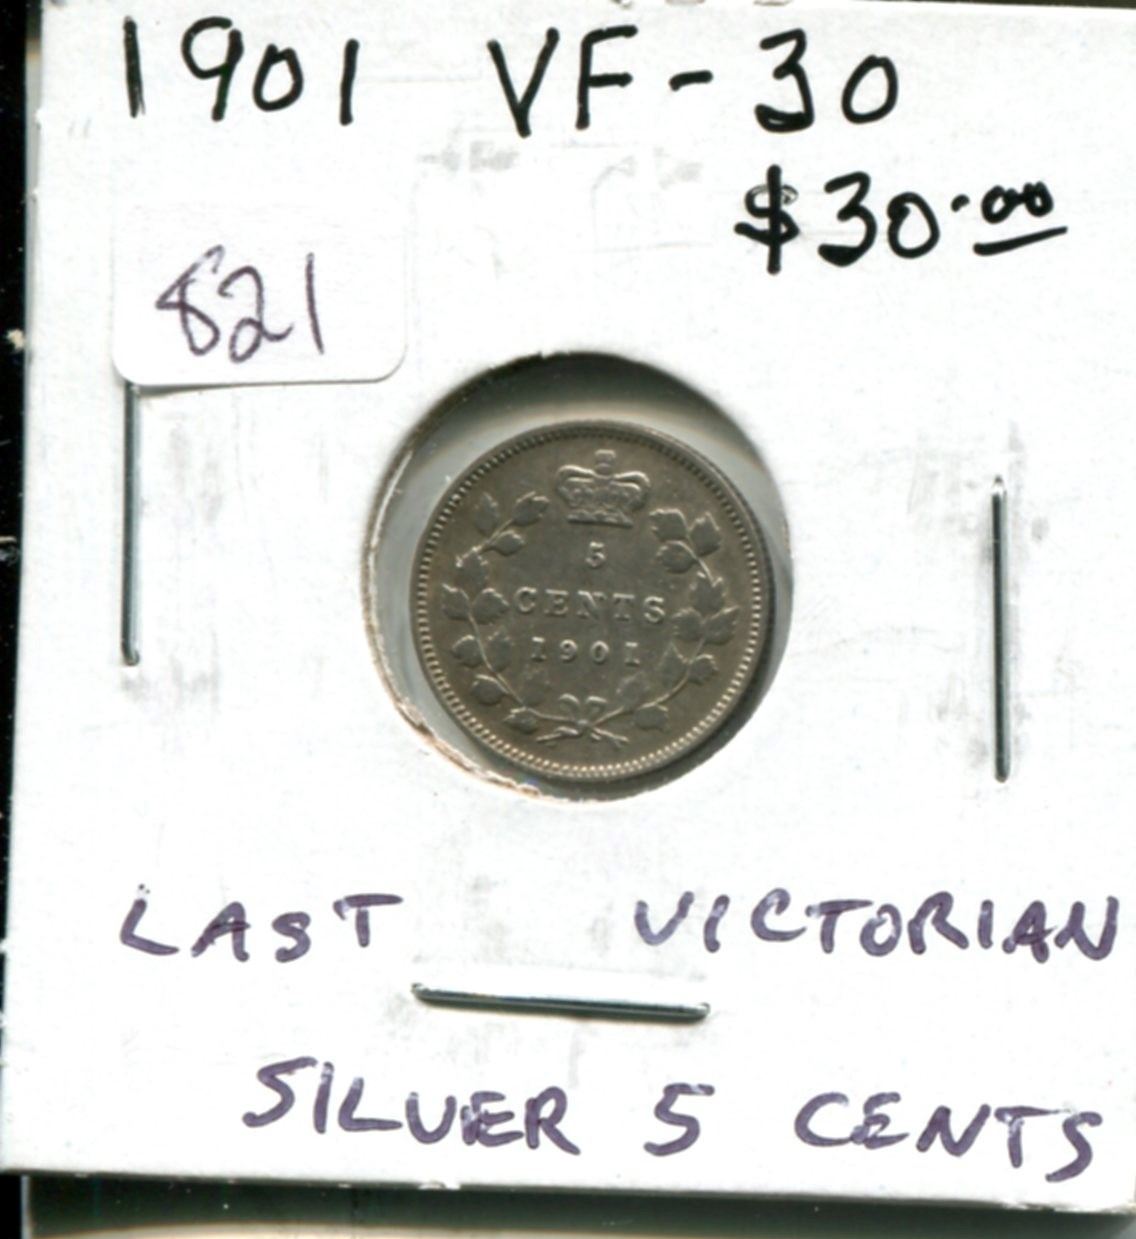 1901 VF-30
$30.00
821
5
CENTS
1901
LAST VICTORIAN
SILVER 5 CENTS